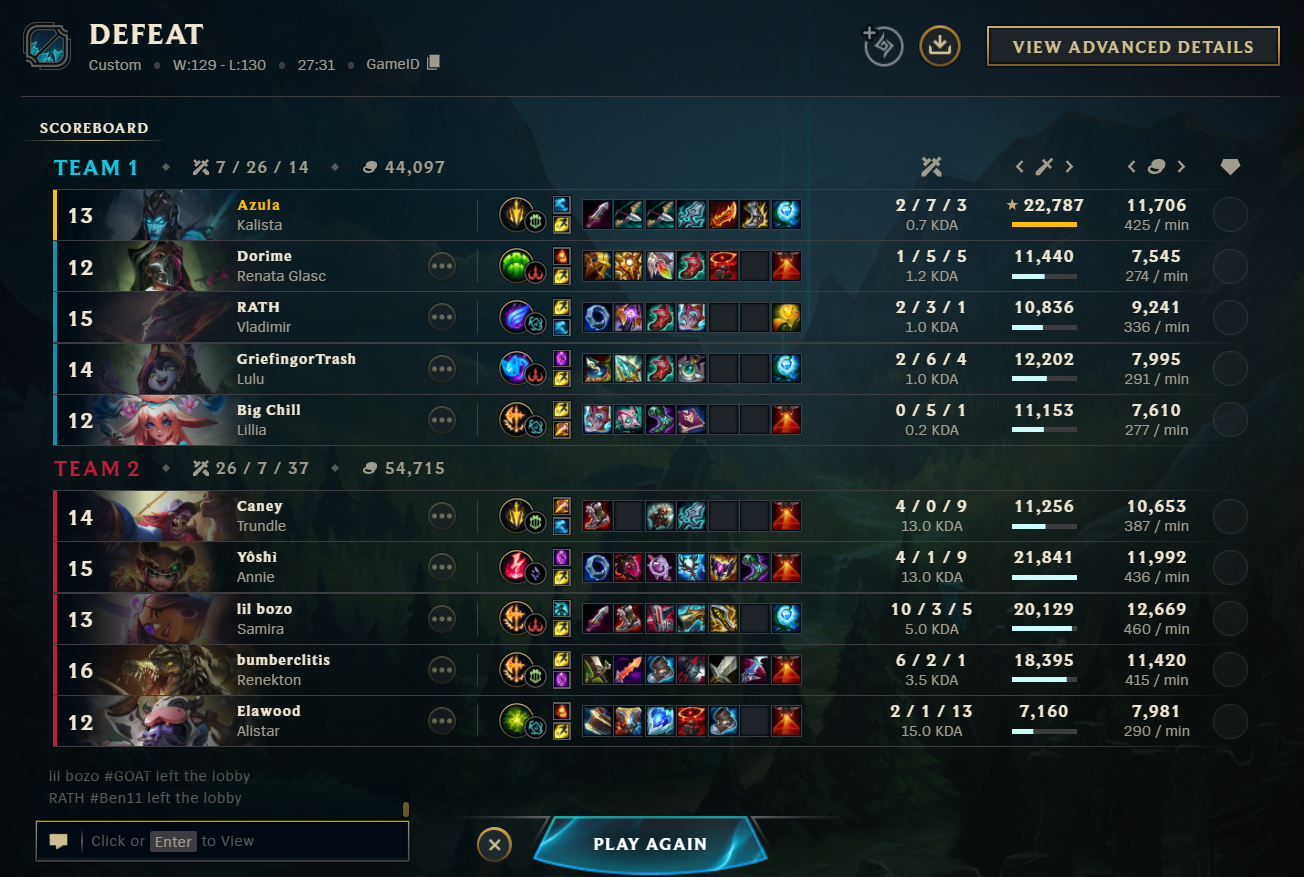 DEFEAT
Custom • W:129 - L:130 • 27:31 • GameID
VIEW ADVANCED DETAILS
SCOREBOARD
TEAM 1 7 / 26 / 14 44,097
13 Azula Kalista 2 / 7 / 3 0.7 KDA 22,787 11,706 425 / min
12 Dorime Renata Glasc 1 / 5 / 5 1.2 KDA 11,440 7,545 274 / min
15 RATH Vladimir 2 / 3 / 1 1.0 KDA 10,836 9,241 336 / min
14 GriefingorTrash Lulu 2 / 6 / 4 1.0 KDA 12,202 7,995 291 / min
12 Big Chill Lillia 0 / 5 / 1 0.2 KDA 11,153 7,610 277 / min
TEAM 2 26 / 7 / 37 54,715
14 Caney Trundle 4 / 0 / 9 13.0 KDA 11,256 10,653 387 / min
15 Yôshì Annie 4 / 1 / 9 13.0 KDA 21,841 11,992 436 / min
13 lil bozo Samira 10 / 3 / 5 5.0 KDA 20,129 12,669 460 / min
16 bumberclitis Renekton 6 / 2 / 1 3.5 KDA 18,395 11,420 415 / min
12 Elawood Alistar 2 / 1 / 13 15.0 KDA 7,160 7,981 290 / min
lil bozo #GOAT left the lobby
RATH #Ben11 left the lobby
Click or Enter to View
PLAY AGAIN